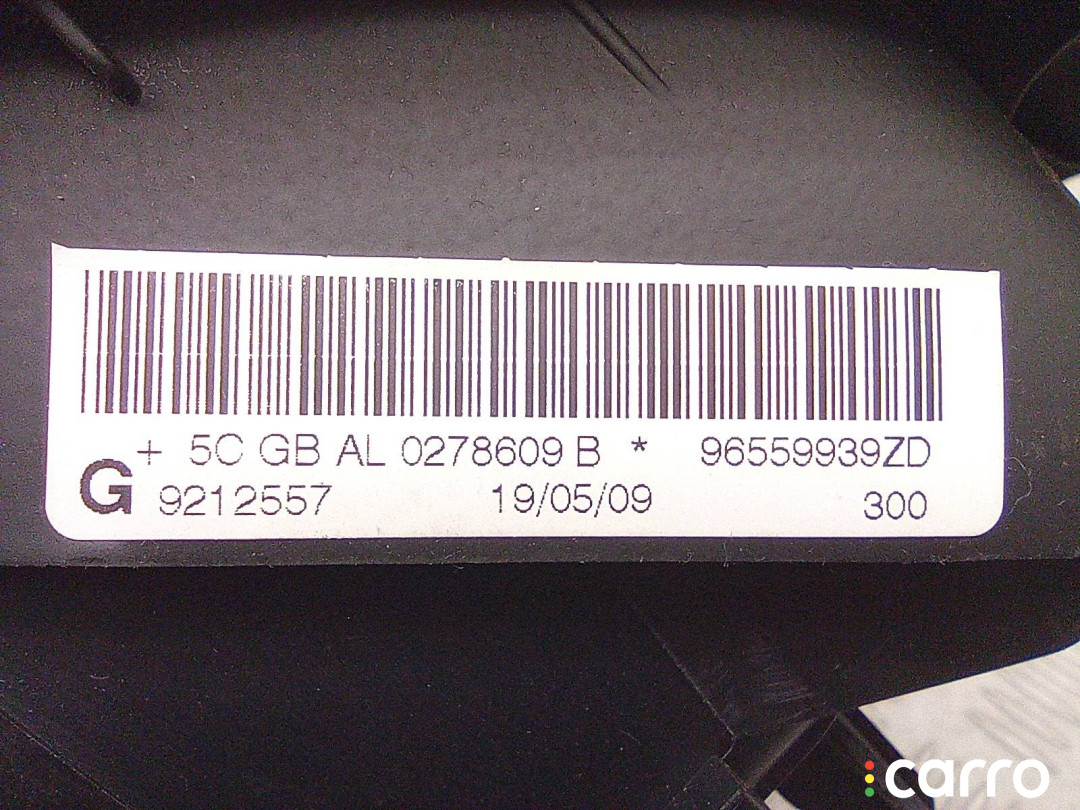 + 5C GB AL 0278609 B * 96559939ZD
G 9212557 19/05/09 300
carro